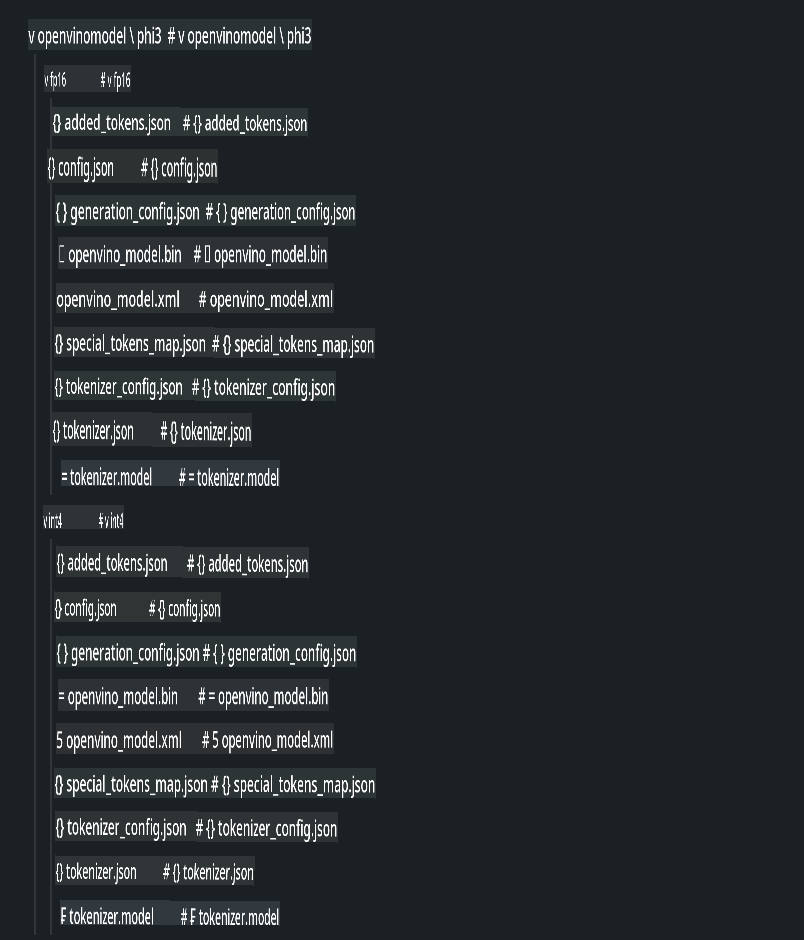 v openvinomodel \ phi3 # v openvinomodel \ phi3
v fp16 # v fp16
{} added_tokens.json # {} added_tokens.json
{} config.json # {} config.json
{ } generation_config.json # { } generation_config.json
▯ openvino_model.bin # ▯ openvino_model.bin
openvino_model.xml # openvino_model.xml
{} special_tokens_map.json # {} special_tokens_map.json
{} tokenizer_config.json # {} tokenizer_config.json
{} tokenizer.json # {} tokenizer.json
= tokenizer.model # = tokenizer.model
v int4 # v int4
{} added_tokens.json # {} added_tokens.json
{} config.json # {} config.json
{ } generation_config.json # { } generation_config.json
= openvino_model.bin # = openvino_model.bin
5 openvino_model.xml # 5 openvino_model.xml
{} special_tokens_map.json # {} special_tokens_map.json
{} tokenizer_config.json # {} tokenizer_config.json
{} tokenizer.json # {} tokenizer.json
₣ tokenizer.model # ₣ tokenizer.model